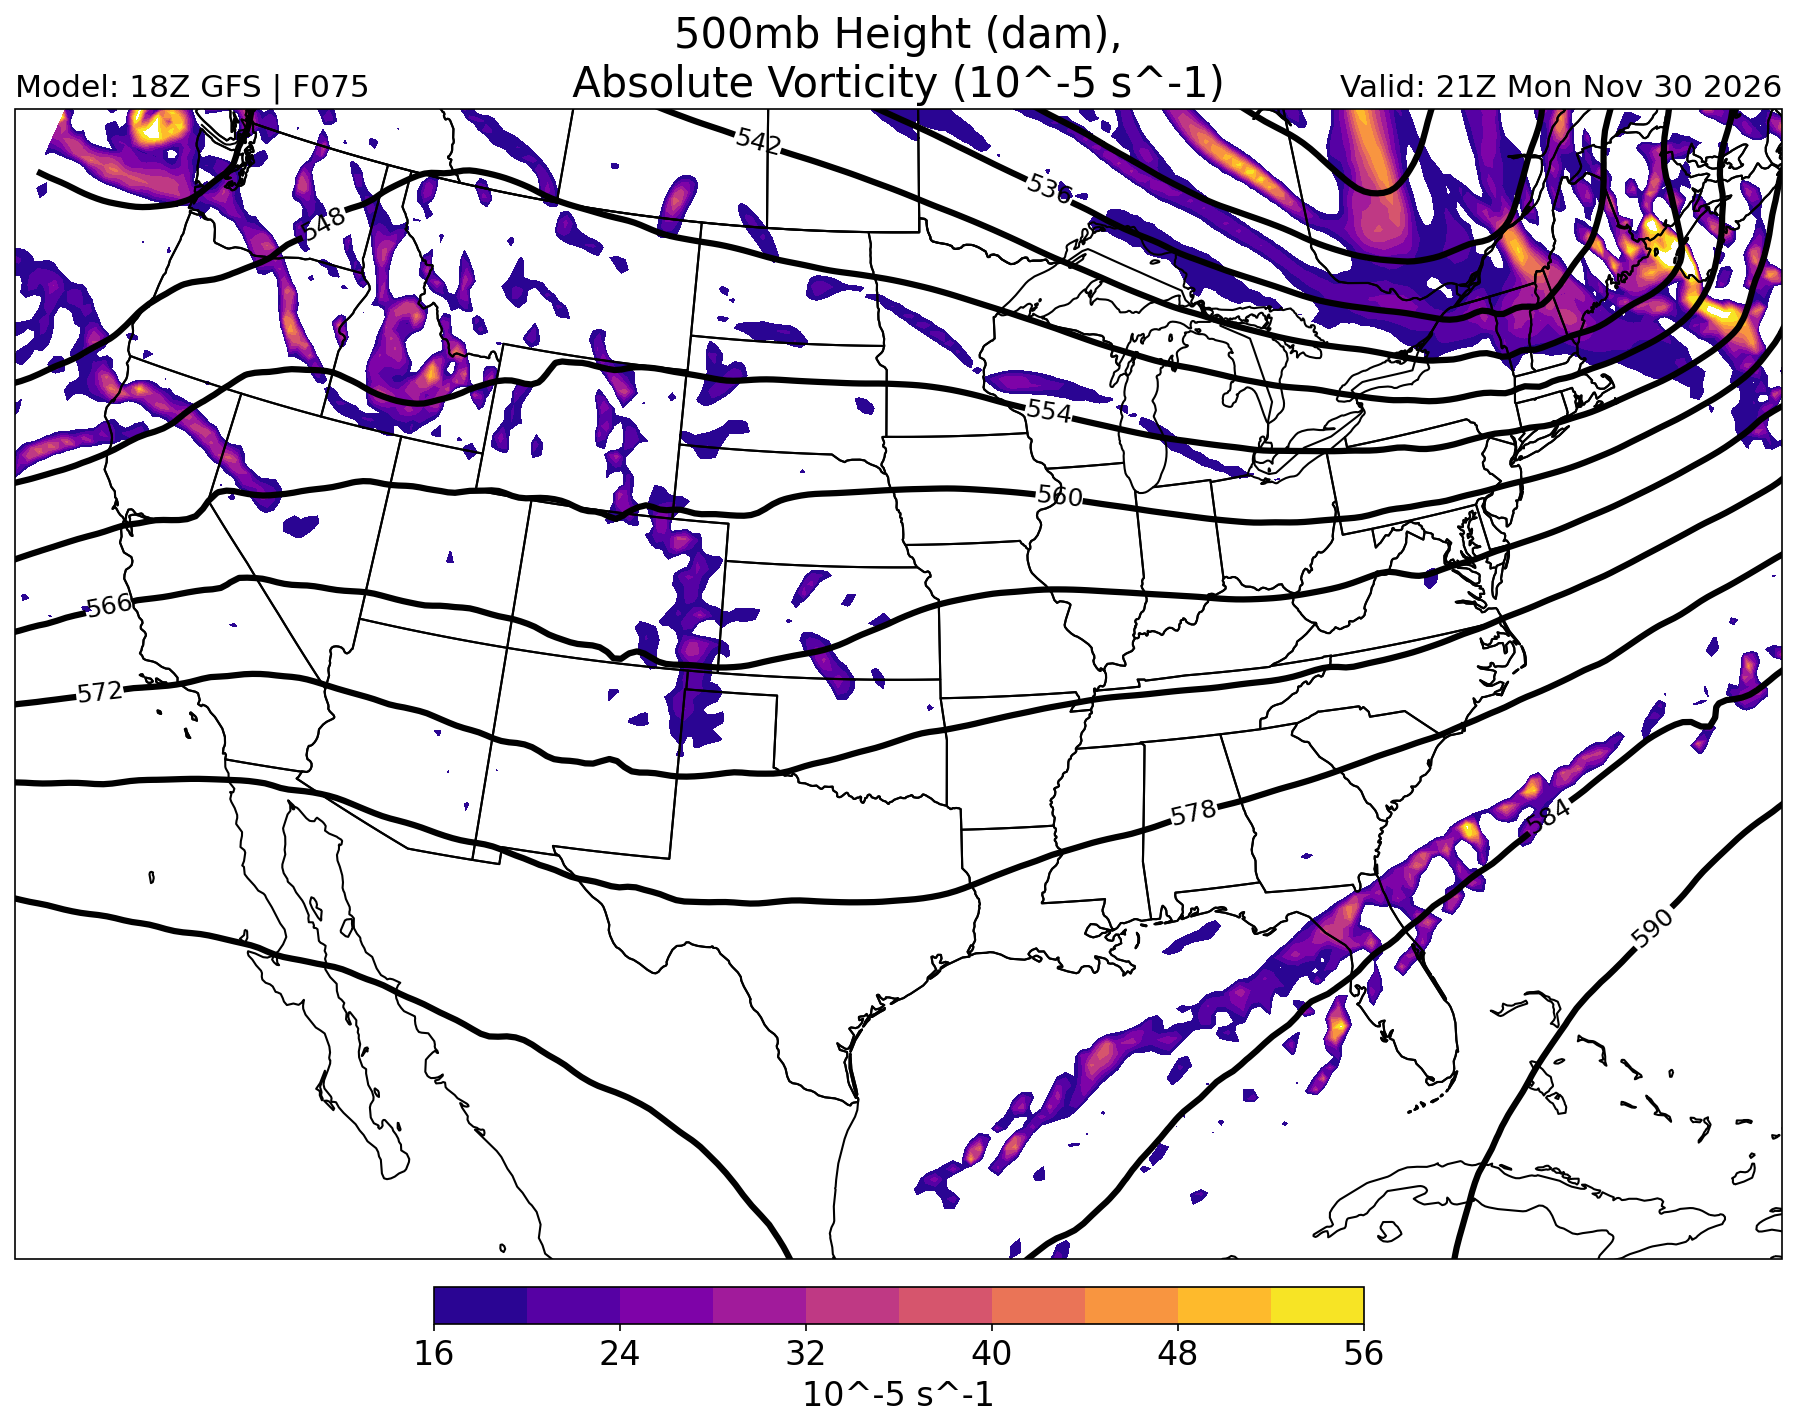 500mb Height (dam),
Absolute Vorticity (10^-5 s^-1)
Model: 18Z GFS | F075
Valid: 21Z Mon Nov 30 2026
542
536
548
554
560
566
572
578
584
590
16 24 32 40 48 56
10^-5 s^-1